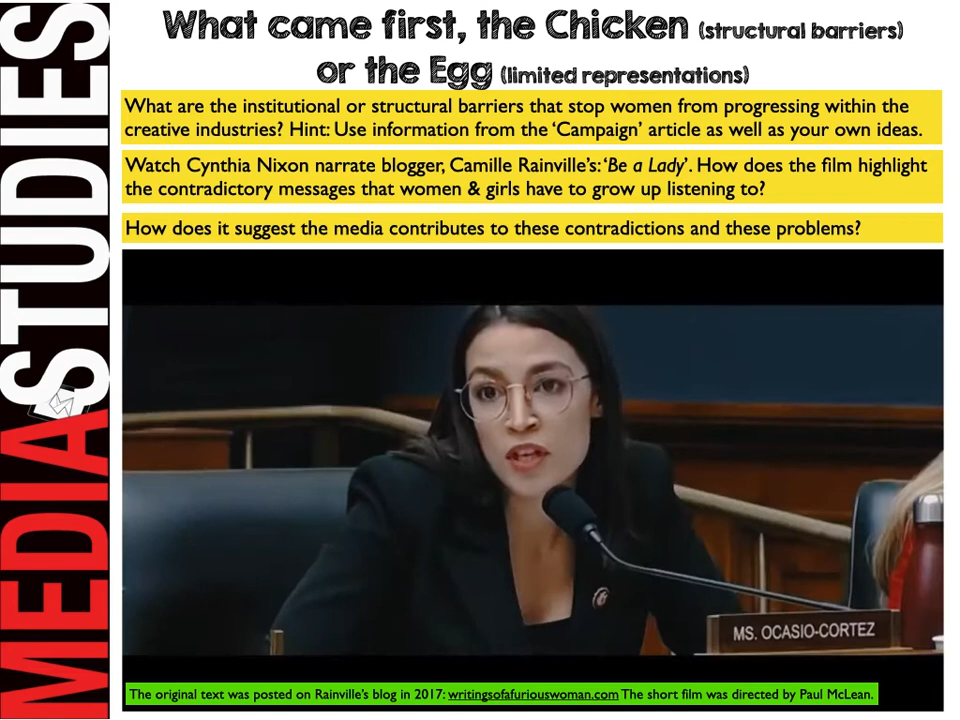 What came first, the Chicken (structural barriers)
or the Egg (limited representations)
What are the institutional or structural barriers that stop women from progressing within the
creative industries? Hint: Use information from the ‘Campaign’ article as well as your own ideas.
Watch Cynthia Nixon narrate blogger, Camille Rainville’s: ‘Be a Lady’. How does the film highlight
the contradictory messages that women & girls have to grow up listening to?
How does it suggest the media contributes to these contradictions and these problems?
MEDIA STUDIES
MS. OCASIO-CORTEZ
The original text was posted on Rainville’s blog in 2017: writingsofafuriouswoman.com The short film was directed by Paul McLean.